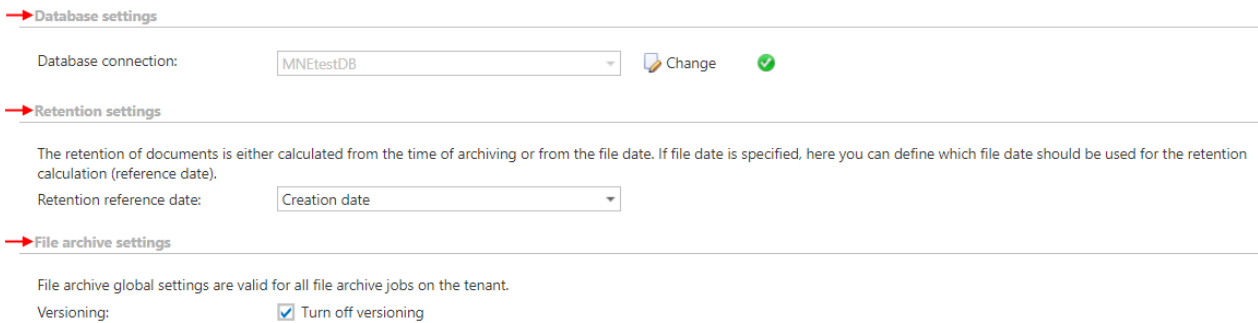 Database settings
Database connection: MNEtestDB Change
Retention settings
The retention of documents is either calculated from the time of archiving or from the file date. If file date is specified, here you can define which file date should be used for the retention
calculation (reference date).
Retention reference date: Creation date
File archive settings
File archive global settings are valid for all file archive jobs on the tenant.
Versioning: Turn off versioning